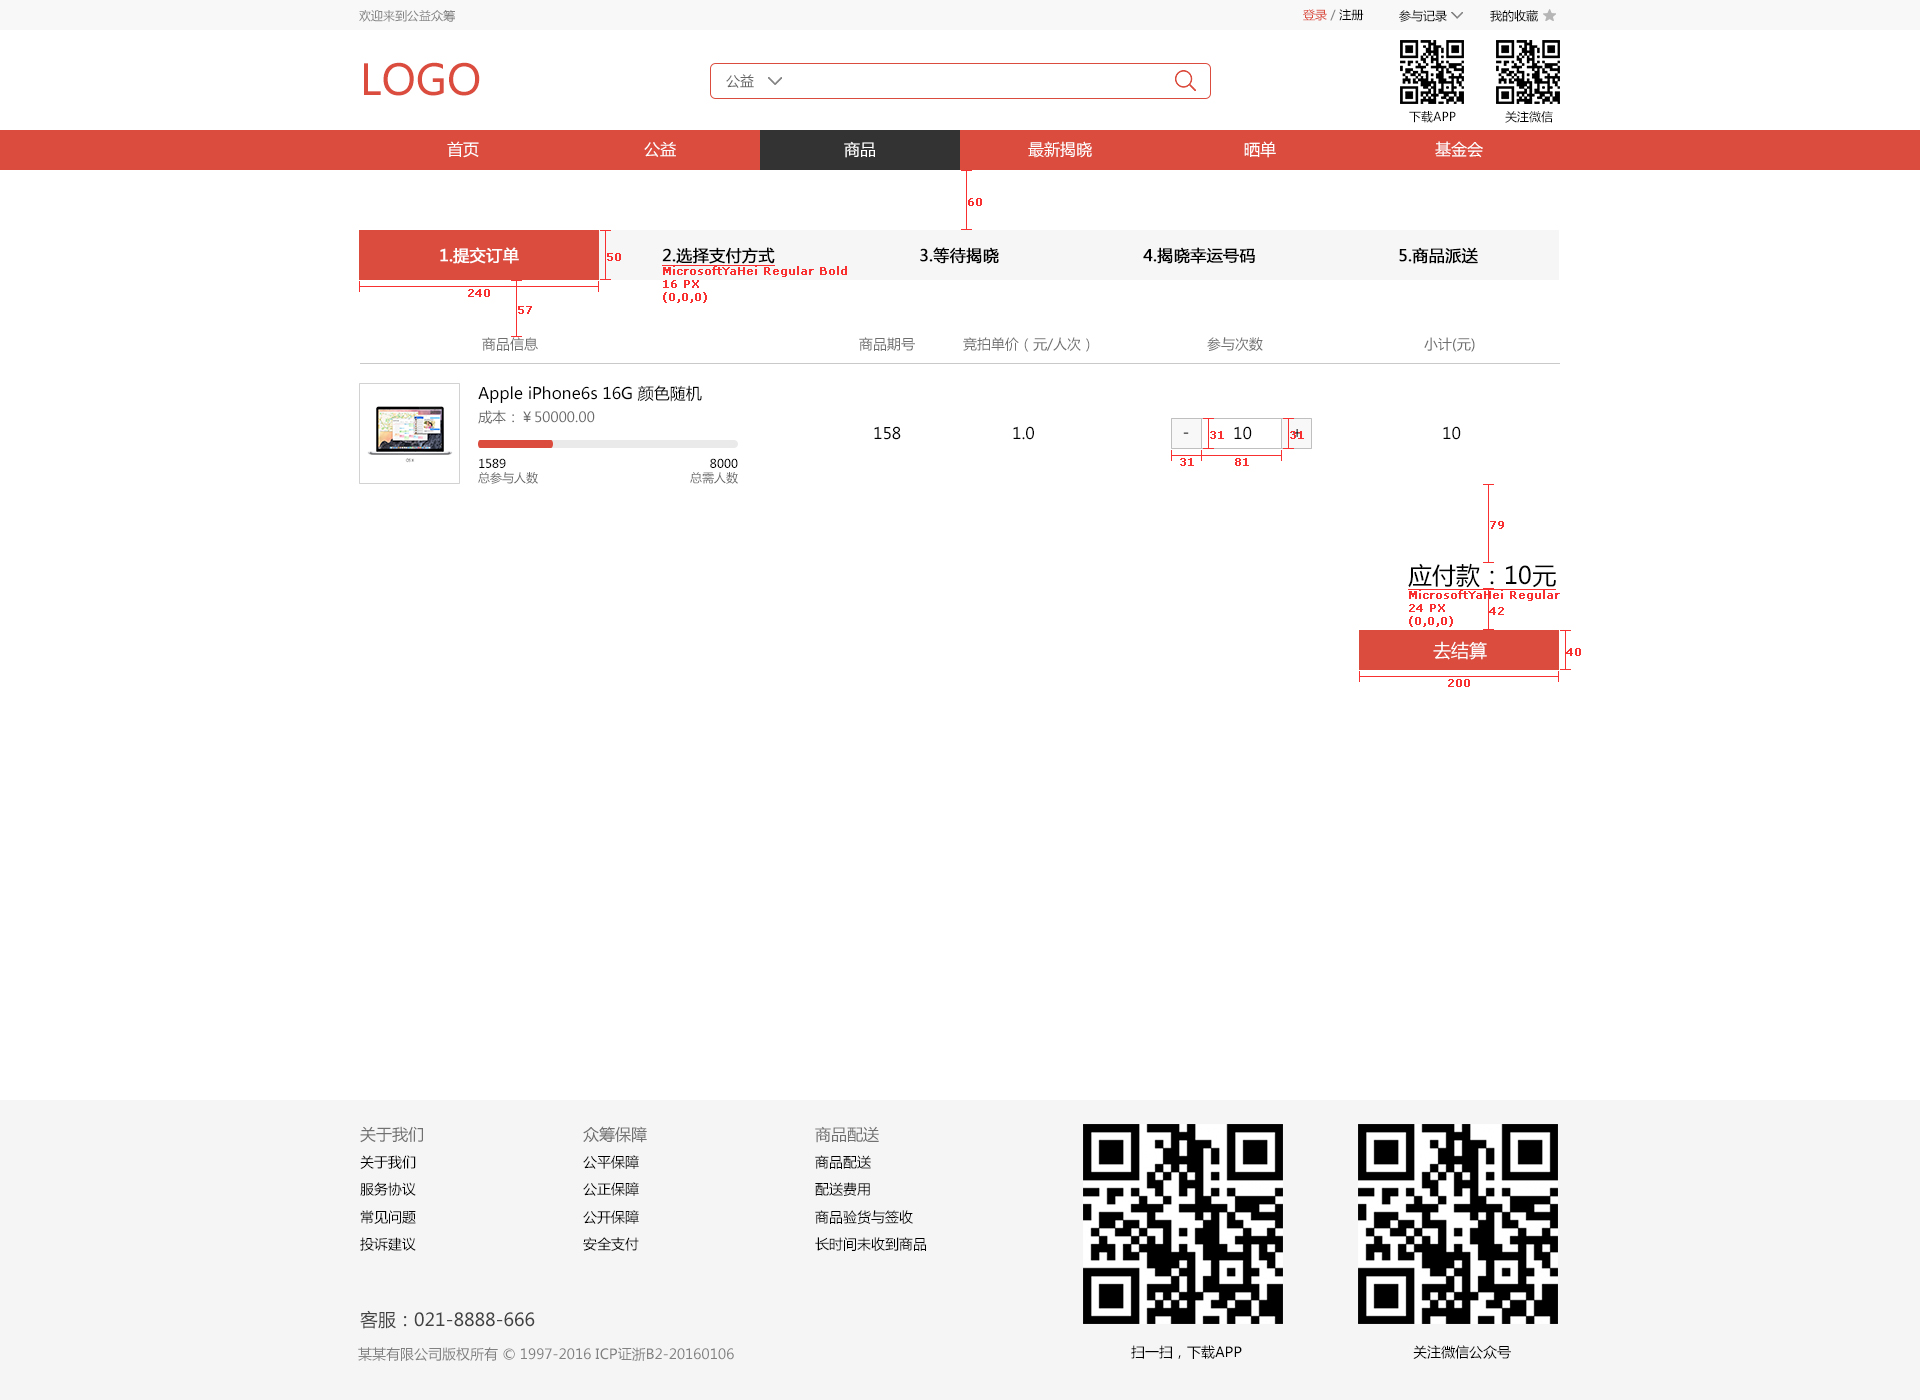 欢迎来到公益众筹
登录 / 注册
参与记录
我的收藏
LOGO
公益
下载APP
关注微信
首页
公益
商品
最新揭晓
晒单
基金会
60
1.提交订单
2.选择支付方式
3.等待揭晓
4.揭晓幸运号码
5.商品派送
50
MicrosoftYaHei Regular Bold
16 PX
(0,0,0)
240
57
商品信息
商品期号
竞拍单价（元/人次）
参与次数
小计(元)
Apple iPhone6s 16G 颜色随机
成本：￥50000.00
1589
8000
总参与人数
总需人数
158
1.0
-
31
10
+
31
31
81
10
79
应付款：10元
MicrosoftYaHei Regular
24 PX
(0,0,0)
42
去结算
40
200
关于我们
关于我们
服务协议
常见问题
投诉建议
众筹保障
公平保障
公正保障
公开保障
安全支付
商品配送
商品配送
配送费用
商品验货与签收
长时间未收到商品
客服：021-8888-666
某某有限公司版权所有 © 1997-2016 ICP证浙B2-20160106
扫一扫，下载APP
关注微信公众号